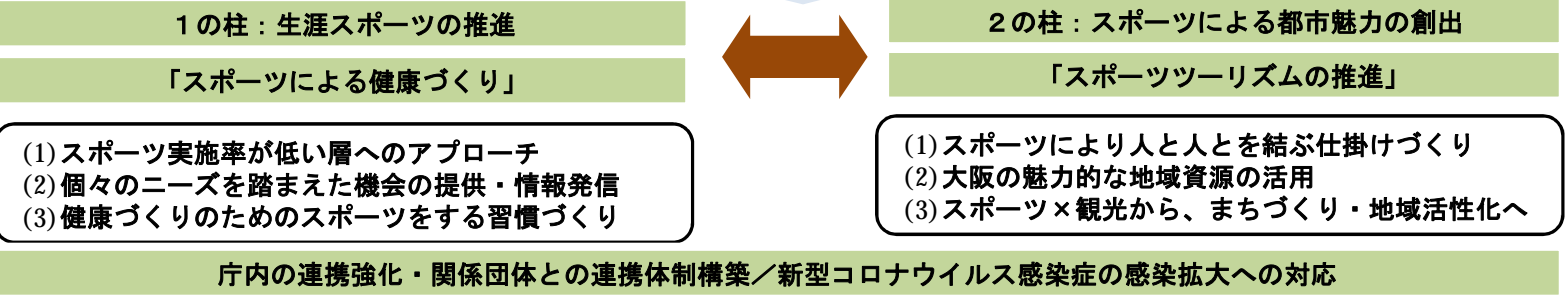 １の柱：生涯スポーツの推進
「スポーツによる健康づくり」
(1)スポーツ実施率が低い層へのアプローチ
(2)個々のニーズを踏まえた機会の提供・情報発信
(3)健康づくりのためのスポーツをする習慣づくり
２の柱：スポーツによる都市魅力の創出
「スポーツツーリズムの推進」
(1)スポーツにより人と人とを結ぶ仕掛けづくり
(2)大阪の魅力的な地域資源の活用
(3)スポーツ×観光から、まちづくり・地域活性化へ
庁内の連携強化・関係団体との連携体制構築／新型コロナウイルス感染症の感染拡大への対応